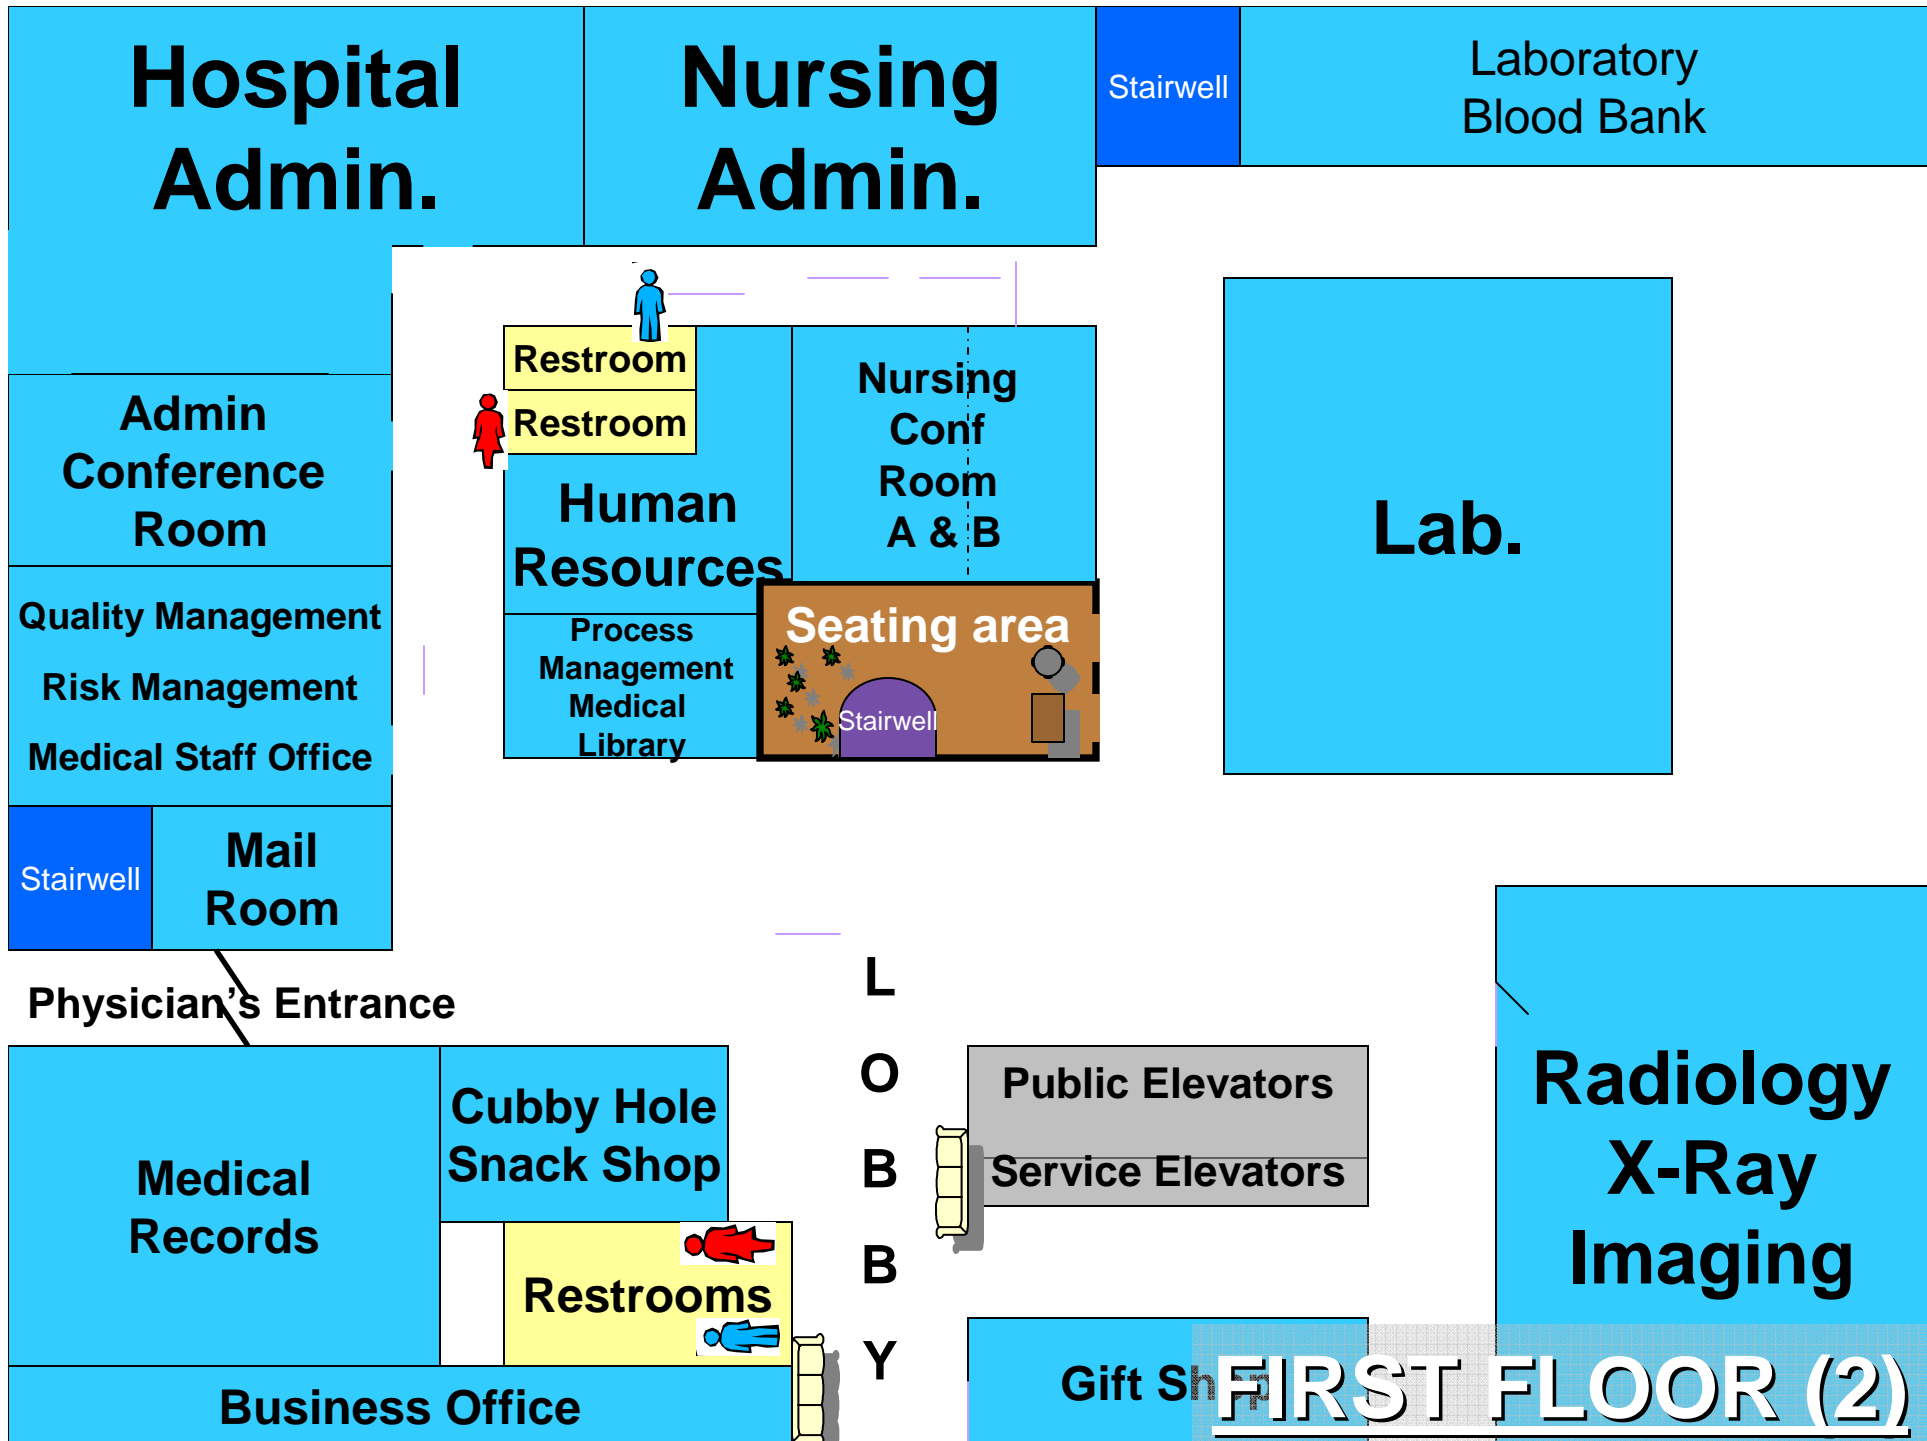 Hospital
Admin.
Nursing
Admin.
Stairwell
Laboratory
Blood Bank
Restroom
Restroom
Human
Resources
Nursing
Conf
Room
A & B
Lab.
Admin
Conference
Room
Quality Management
Risk Management
Medical Staff Office
Process
Management
Medical
Library
Seating area
Stairwell
Stairwell
Mail
Room
Physician's Entrance
L
O
B
B
Y
Public Elevators
Service Elevators
Radiology
X-Ray
Imaging
Medical
Records
Cubby Hole
Snack Shop
Restrooms
Business Office
Gift Shop
FIRST FLOOR (2)